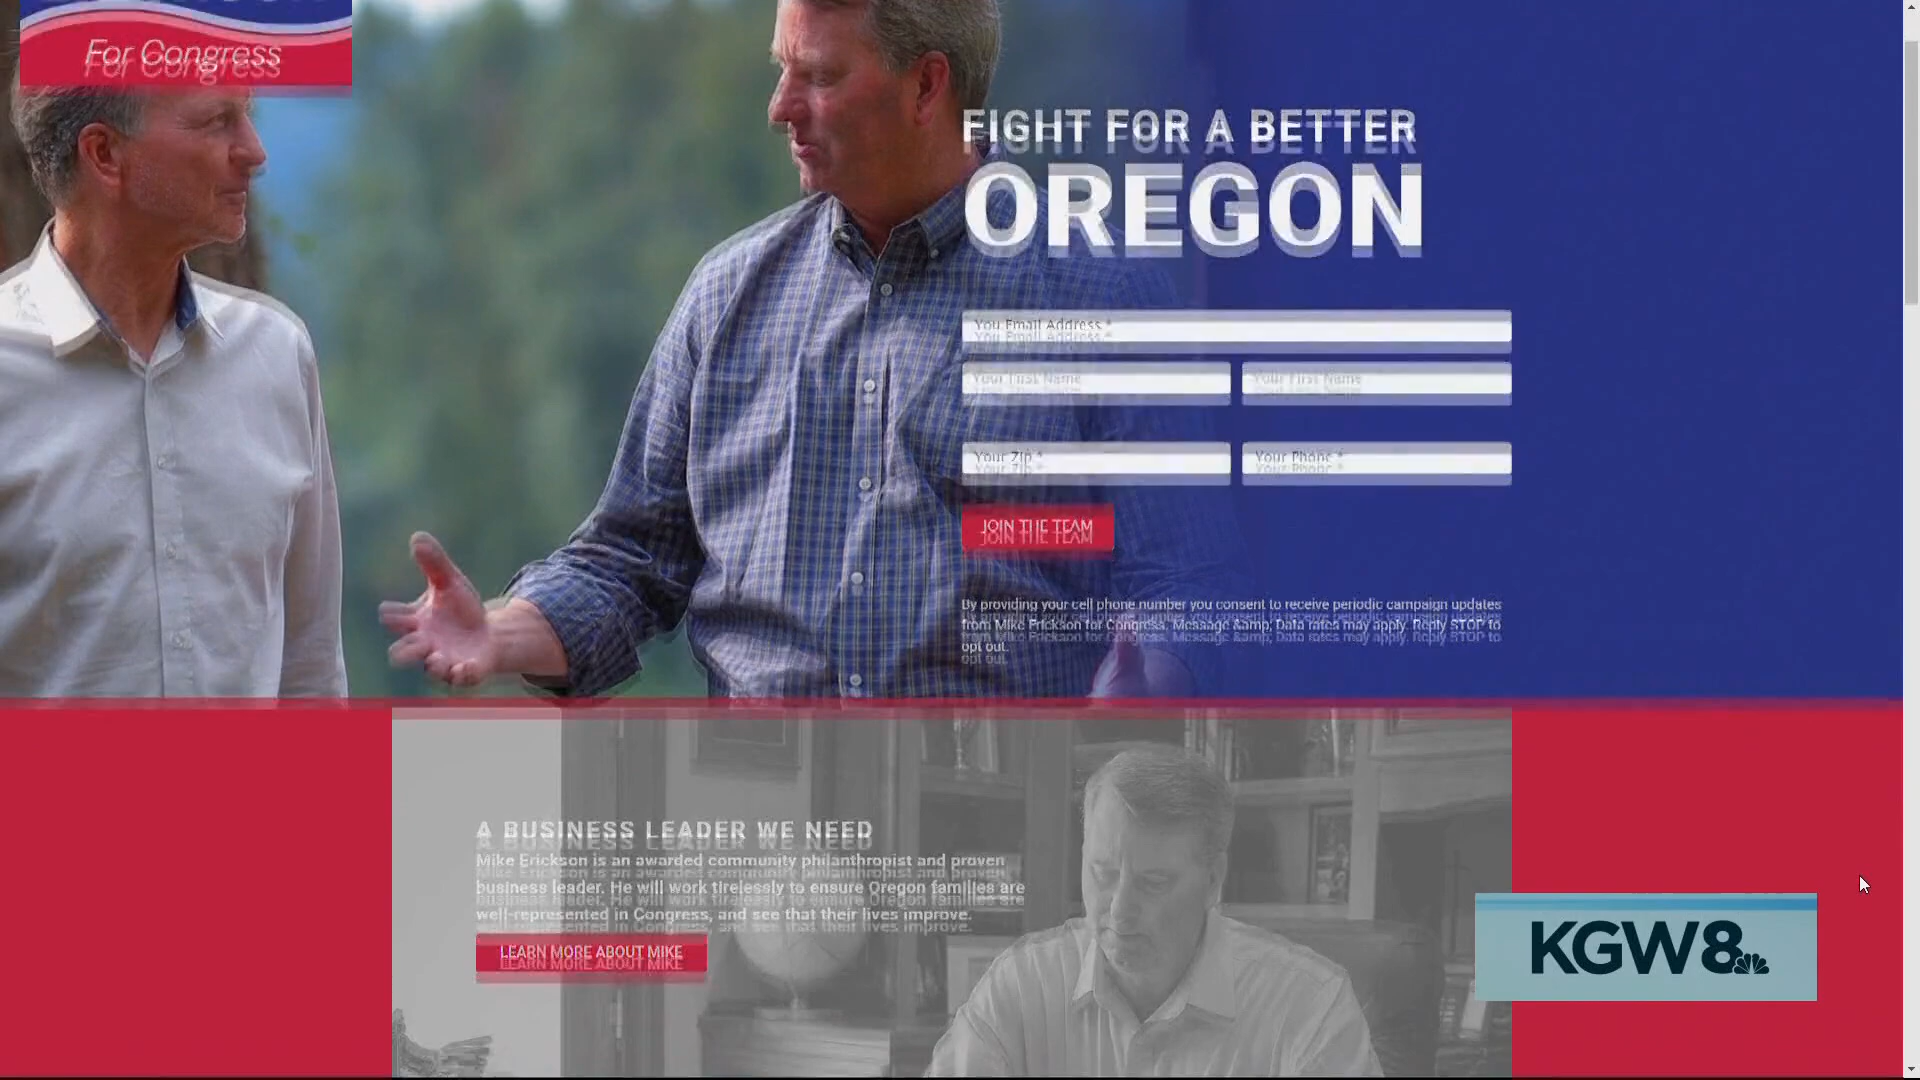 For Congress
FIGHT FOR A BETTER
OREGON
You Email Address *
Your First Name
Your First Name
Your Zip *
Your Phone *
JOIN THE TEAM
By providing your cell phone number you consent to receive periodic campaign updates
from Mike Erickson for Congress. Message &amp; Data rates may apply. Reply STOP to
opt out.
A BUSINESS LEADER WE NEED
Mike Erickson is an awarded community philanthropist and proven
business leader. He will work tirelessly to ensure Oregon families are
well-represented in Congress, and see that their lives improve.
LEARN MORE ABOUT MIKE
KGW8